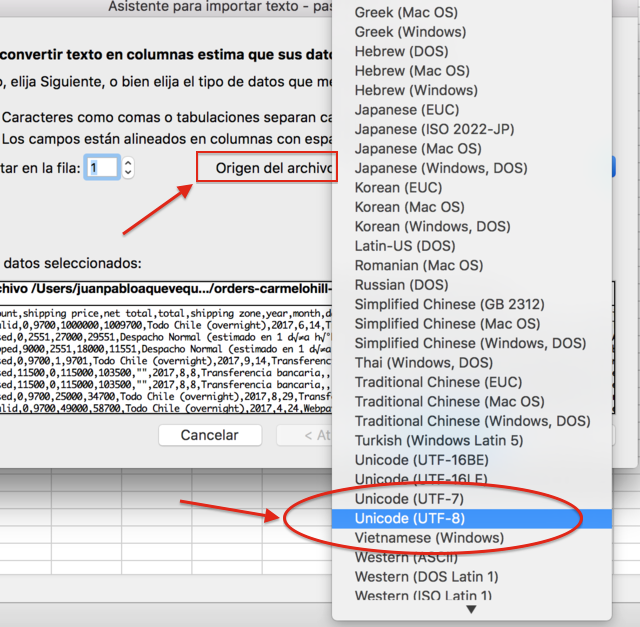 Asistente para importar texto - pas
convertir texto en columnas estima que sus dato
o, elija Siguiente, o bien elija el tipo de datos que me
Caracteres como comas o tabulaciones separan ca
Los campos están alineados en columnas con espa
tar en la fila: 1
Origen del archivo
datos seleccionados:
chivo /Users/juanpabloaquevequ.../orders-carmelohill-
ount,shipping price,net total,total,shipping zone,year,month,d
alid,0,9700,1000000,1009700,Todo Chile (overnight),2017,6,14,T
sed,0,2551,27000,29551,Despacho Normal (estimado en 1 d/≠a h/°
pped,9000,2551,18000,11551,Despacho Normal (estimado en 1 d/≠a
sed,0,9700,1,9701,Todo Chile (overnight),2017,9,14,Transferenc
sed,11500,0,115000,103500,"",2017,8,8,Transferencia bancaria,,
sed,11500,0,115000,103500,"",2017,8,8,Transferencia bancaria,,
sed,0,9700,25000,34700,Todo Chile (overnight),2017,8,29,Transf
alid,0,9700,49000,58700,Todo Chile (overnight),2017,4,24,Webpa
Cancelar
< At
Greek (Mac OS)
Greek (Windows)
Hebrew (DOS)
Hebrew (Mac OS)
Hebrew (Windows)
Japanese (EUC)
Japanese (ISO 2022-JP)
Japanese (Mac OS)
Japanese (Windows, DOS)
Korean (EUC)
Korean (Mac OS)
Korean (Windows, DOS)
Latin-US (DOS)
Romanian (Mac OS)
Russian (DOS)
Simplified Chinese (GB 2312)
Simplified Chinese (Mac OS)
Simplified Chinese (Windows, DOS)
Thai (Windows, DOS)
Traditional Chinese (EUC)
Traditional Chinese (Mac OS)
Traditional Chinese (Windows, DOS)
Turkish (Windows Latin 5)
Unicode (UTF-16BE)
Unicode (UTF-16LE)
Unicode (UTF-7)
Unicode (UTF-8)
Vietnamese (Windows)
Western (ASCII)
Western (DOS Latin 1)
Western (ISO Latin 1)